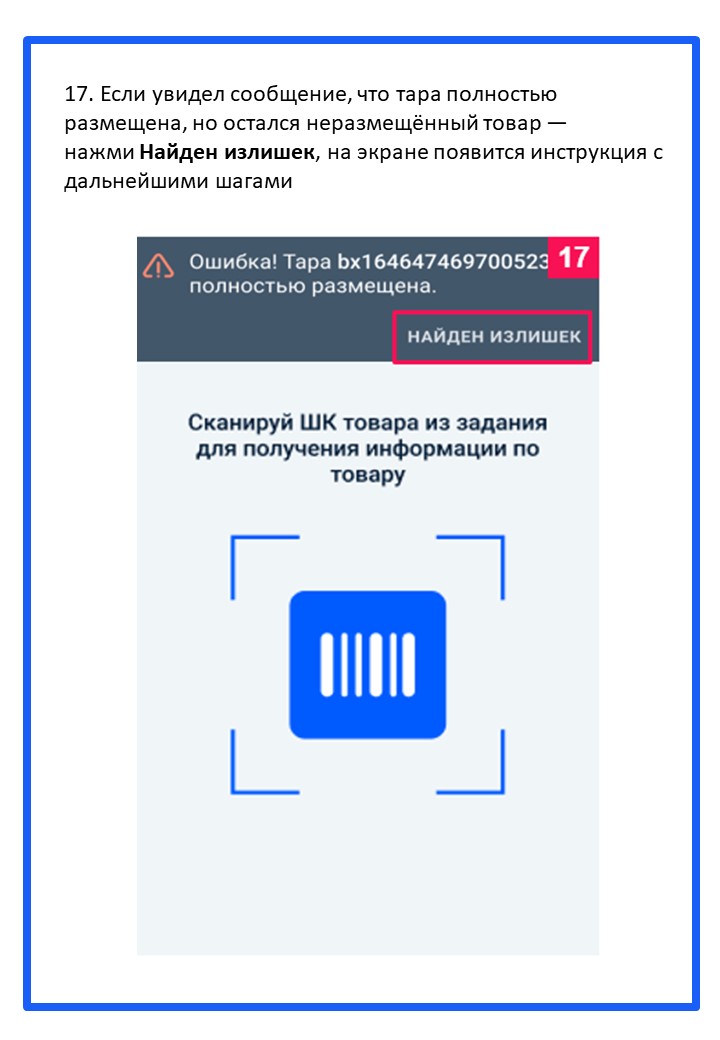 17. Если увидел сообщение, что тара полностью
размещена, но остался неразмещённый товар —
нажми Найден излишек, на экране появится инструкция с
дальнейшими шагами
Ошибка! Тара bx164647469700523
17
полностью размещена.
НАЙДЕН ИЗЛИШЕК
Сканируй ШК товара из задания
для получения информации по
товару